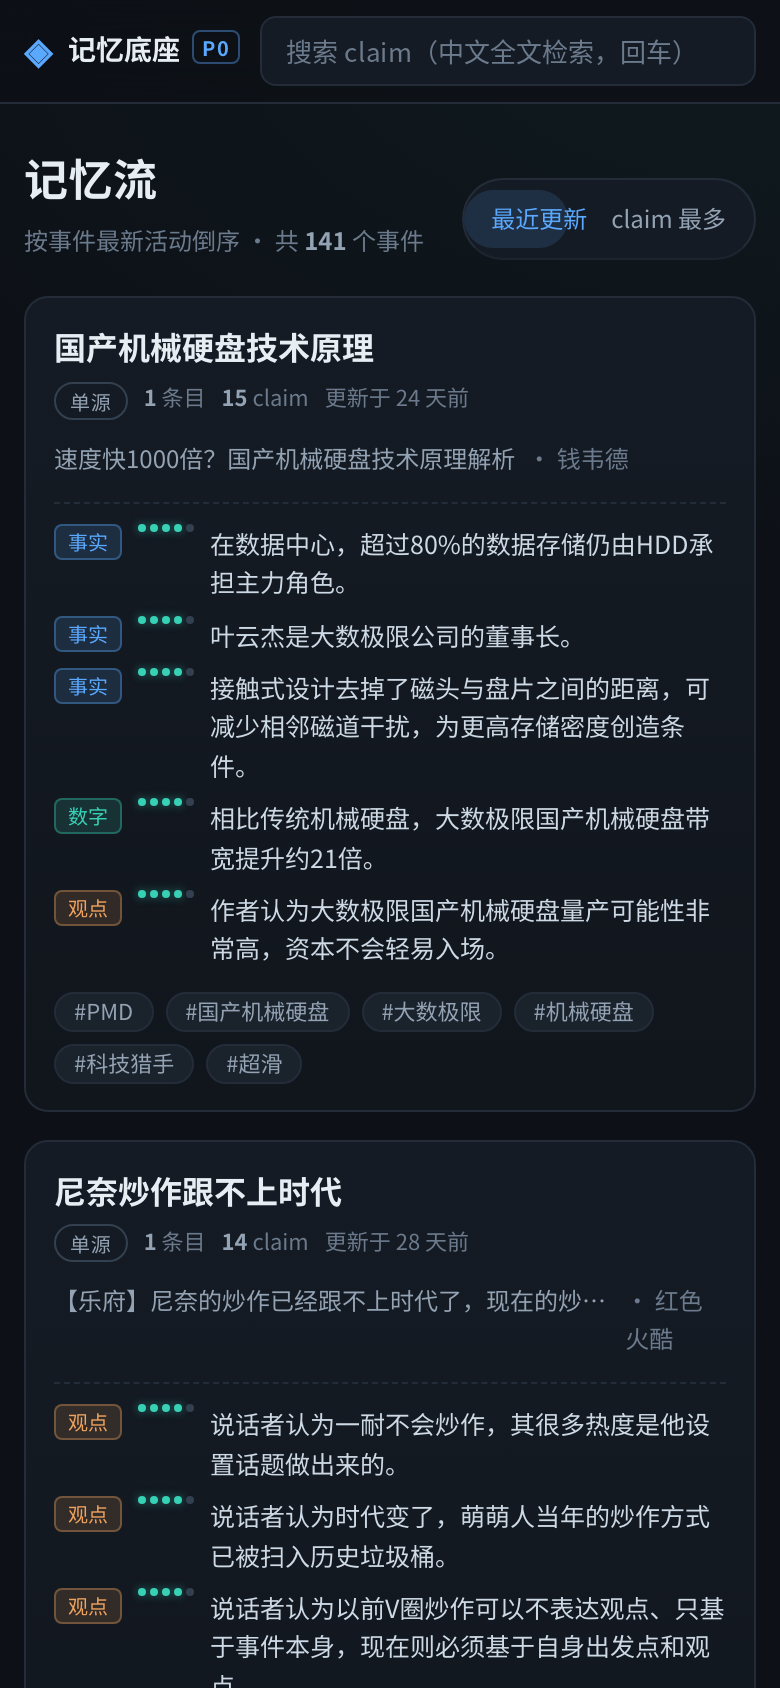 记忆底座 P0 搜索 claim（中文全文检索，回车）
记忆流
按事件最新活动倒序 · 共 141 个事件
最近更新 claim 最多
国产机械硬盘技术原理
单源 1 条目 15 claim 更新于 24 天前
速度快1000倍？国产机械硬盘技术原理解析 · 钱韦德
事实 在数据中心，超过80%的数据存储仍由HDD承
担主力角色。
事实 叶云杰是大数极限公司的董事长。
事实 接触式设计去掉了磁头与盘片之间的距离，可
减少相邻磁道干扰，为更高存储密度创造条
件。
数字 相比传统机械硬盘，大数极限国产机械硬盘带
宽提升约21倍。
观点 作者认为大数极限国产机械硬盘量产可能性非
常高，资本不会轻易入场。
#PMD #国产机械硬盘 #大数极限 #机械硬盘
#科技猎手 #超滑
尼奈炒作跟不上时代
单源 1 条目 14 claim 更新于 28 天前
【乐府】尼奈的炒作已经跟不上时代了，现在的炒… · 红色
火酷
观点 说话者认为一耐不会炒作，其很多热度是他设
置话题做出来的。
观点 说话者认为时代变了，萌萌人当年的炒作方式
已被扫入历史垃圾桶。
观点 说话者认为以前V圈炒作可以不表达观点、只基
于事件本身，现在则必须基于自身出发点和观
点